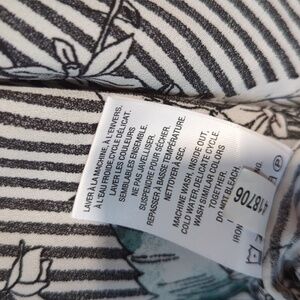 LAVER À LA MACHINE, À L'ENVERS,
À L'EAU FROIDE/CYCLE DÉLICAT.
LAVER LES COULEURS
SEMBLABLES ENSEMBLE.
NE PAS JAVELLISER.
SUSPENDRE POUR SÉCHER.
REPASSER À BASSE TEMPÉRATURE.
NETTOYER À SEC.
MACHINE WASH, INSIDE OUT,
COLD WATER/DELICATE CYCLE.
WASH SIMILAR COLORS
TOGETHER.
DO NOT BLEACH
IRON
18706